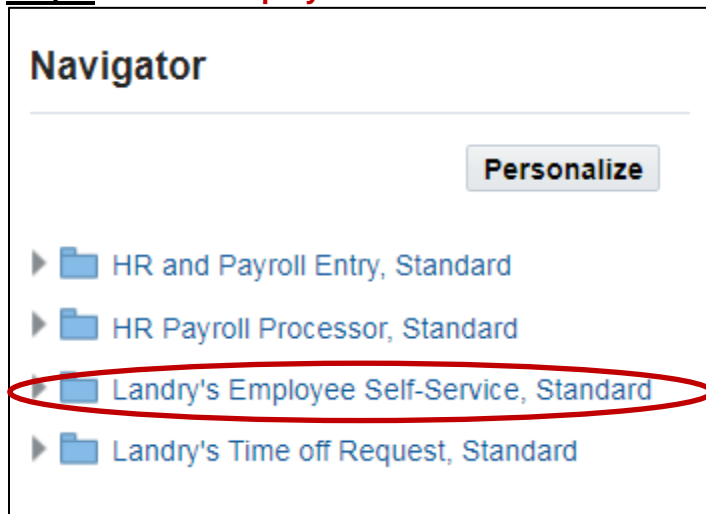 Navigator
Personalize
HR and Payroll Entry, Standard
HR Payroll Processor, Standard
Landry's Employee Self-Service, Standard
Landry's Time off Request, Standard